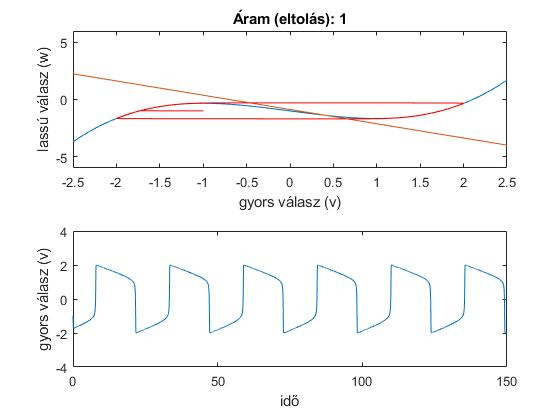 Áram (eltolás): 1
lassú válasz (w)
5
0
-5
-2.5 -2 -1.5 -1 -0.5 0 0.5 1 1.5 2 2.5
gyors válasz (v)
gyors válasz (v)
4
2
0
-2
-4
0 50 100 150
idő